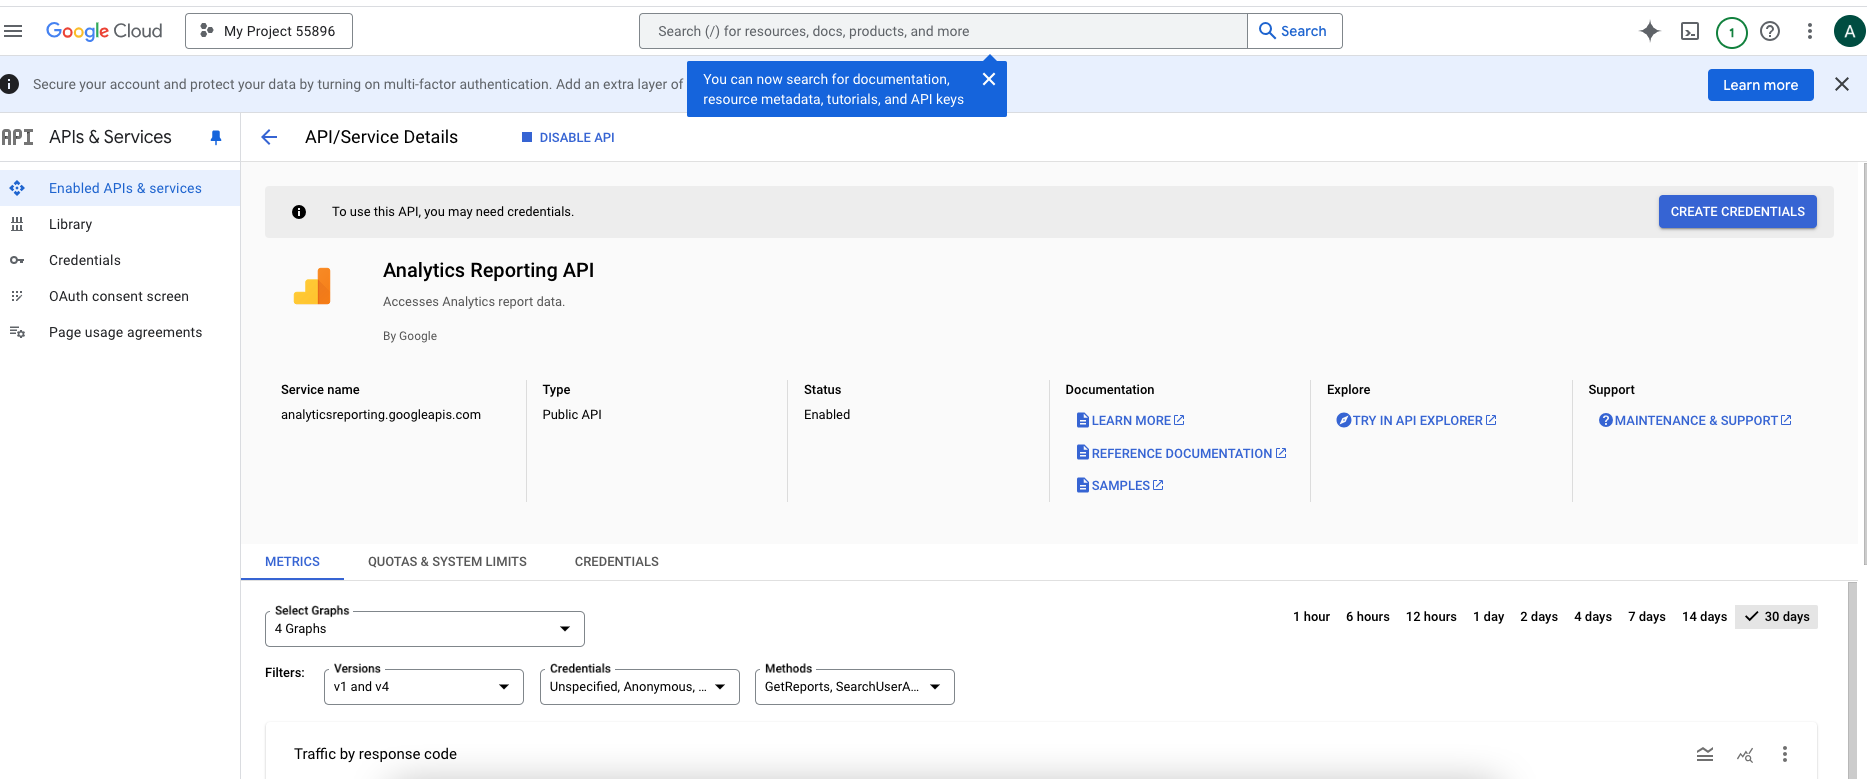 Google Cloud
My Project 55896
Search (/) for resources, docs, products, and more
Search
1
A
Secure your account and protect your data by turning on multi-factor authentication. Add an extra layer of
You can now search for documentation,
resource metadata, tutorials, and API keys
Learn more
API
APIs & Services
API/Service Details
DISABLE API
Enabled APIs & services
Library
Credentials
OAuth consent screen
Page usage agreements
To use this API, you may need credentials.
CREATE CREDENTIALS
Analytics Reporting API
Accesses Analytics report data.
By Google
Service name
analyticsreporting.googleapis.com
Type
Public API
Status
Enabled
Documentation
LEARN MORE
REFERENCE DOCUMENTATION
SAMPLES
Explore
TRY IN API EXPLORER
Support
MAINTENANCE & SUPPORT
METRICS
QUOTAS & SYSTEM LIMITS
CREDENTIALS
Select Graphs
4 Graphs
1 hour
6 hours
12 hours
1 day
2 days
4 days
7 days
14 days
30 days
Filters:
Versions
v1 and v4
Credentials
Unspecified, Anonymous, ...
Methods
GetReports, SearchUserA...
Traffic by response code